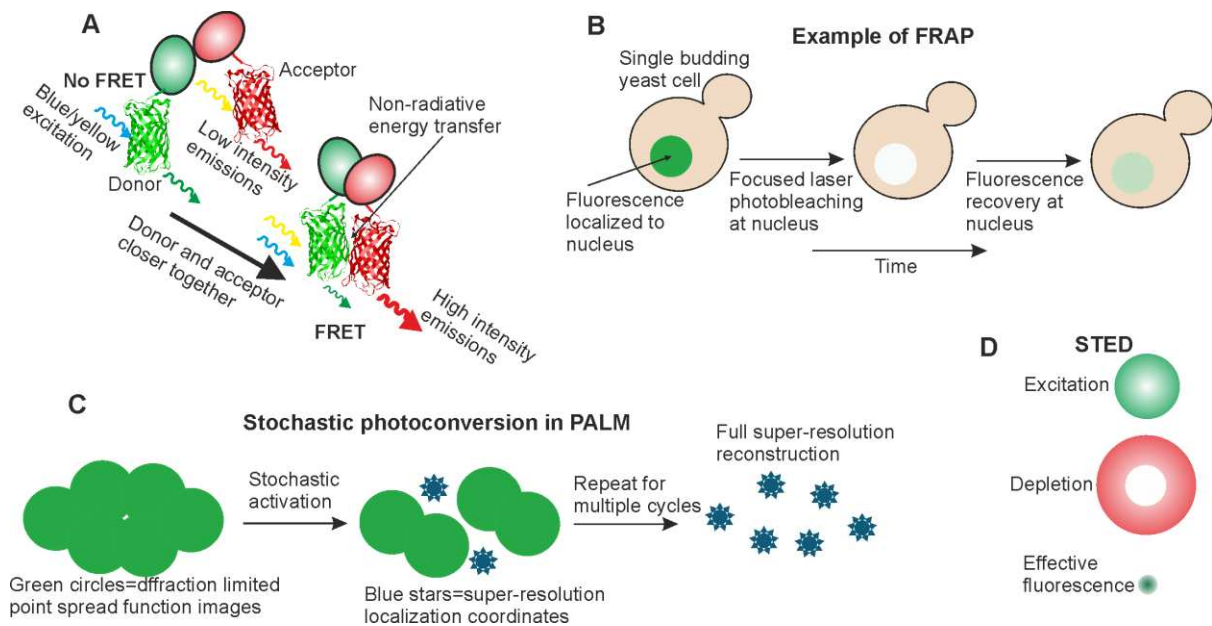 A
No FRET
Blue/yellow
excitation
Donor
Acceptor
Low intensity
emissions
Non-radiative
energy transfer
Donor and acceptor
closer together
FRET
High intensity
emissions
B
Example of FRAP
Single budding
yeast cell
Fluorescence
localized to
nucleus
Focused laser
photobleaching
at nucleus
Fluorescence
recovery at
nucleus
Time
C
Stochastic photoconversion in PALM
Green circles=dffraction limited
point spread function images
Stochastic
activation
Blue stars=super-resolution
localization coordinates
Repeat for
multiple cycles
Full super-resolution
reconstruction
D
STED
Excitation
Depletion
Effective
fluorescence